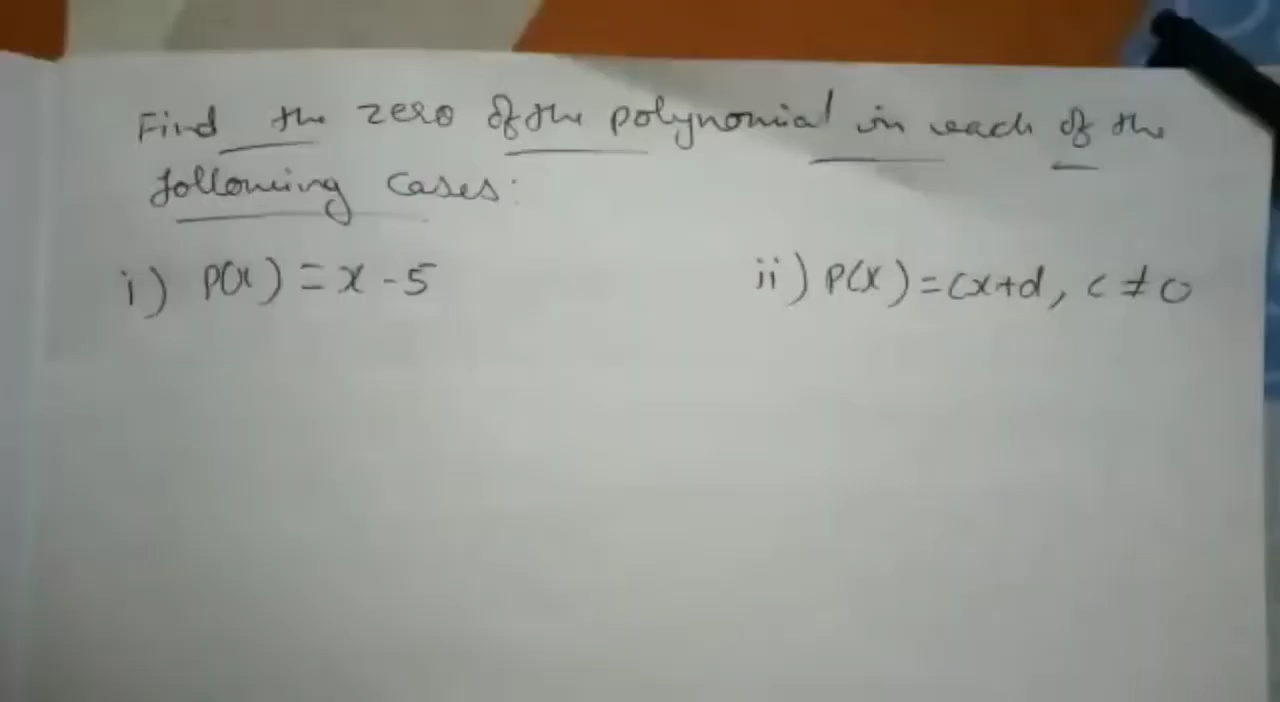 Find the zero of the polynomial in each of the
following cases:
i) P(x) = x - 5
ii) P(x) = cx+d, c ≠ 0